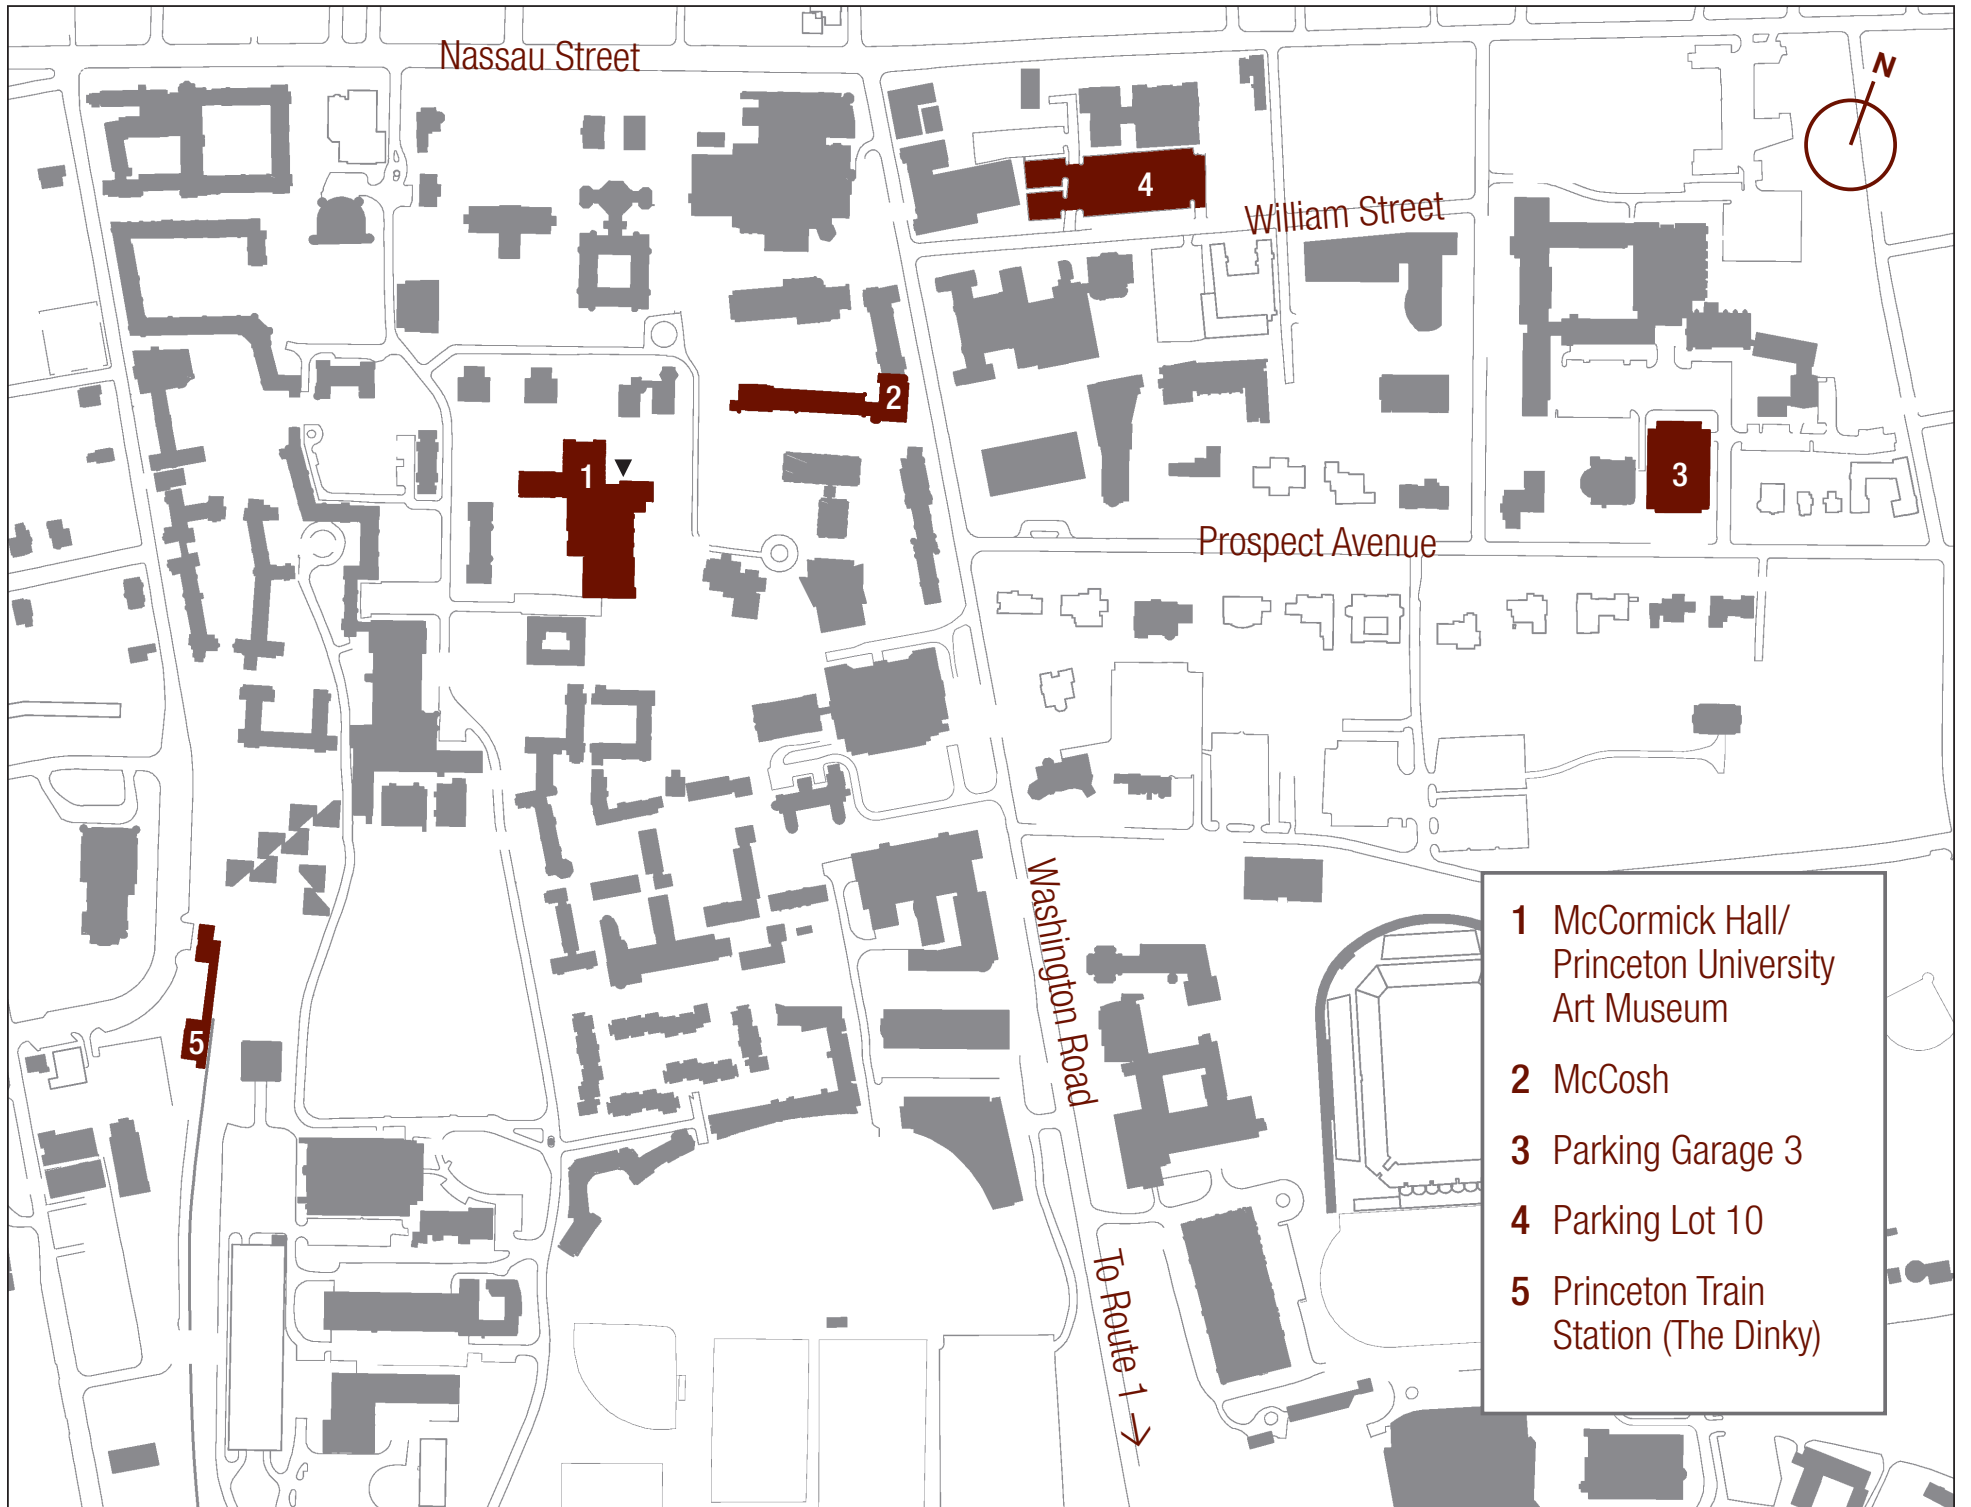 Nassau Street
N
4
William Street
2
1
3
Prospect Avenue
Washington Road
5
To Route 1
1 McCormick Hall/
Princeton University
Art Museum
2 McCosh
3 Parking Garage 3
4 Parking Lot 10
5 Princeton Train
Station (The Dinky)